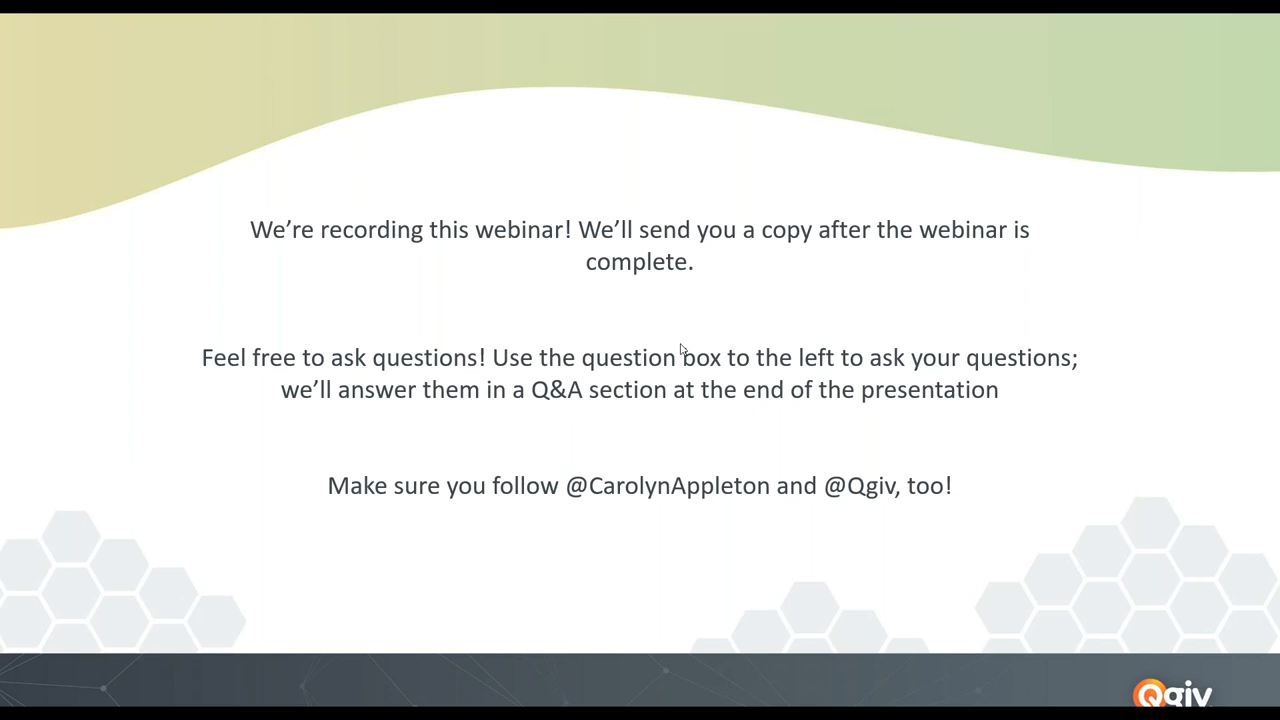 We’re recording this webinar! We’ll send you a copy after the webinar is
complete.
Feel free to ask questions! Use the question box to the left to ask your questions;
we’ll answer them in a Q&A section at the end of the presentation
Make sure you follow @CarolynAppleton and @Qgiv, too!
Qgiv